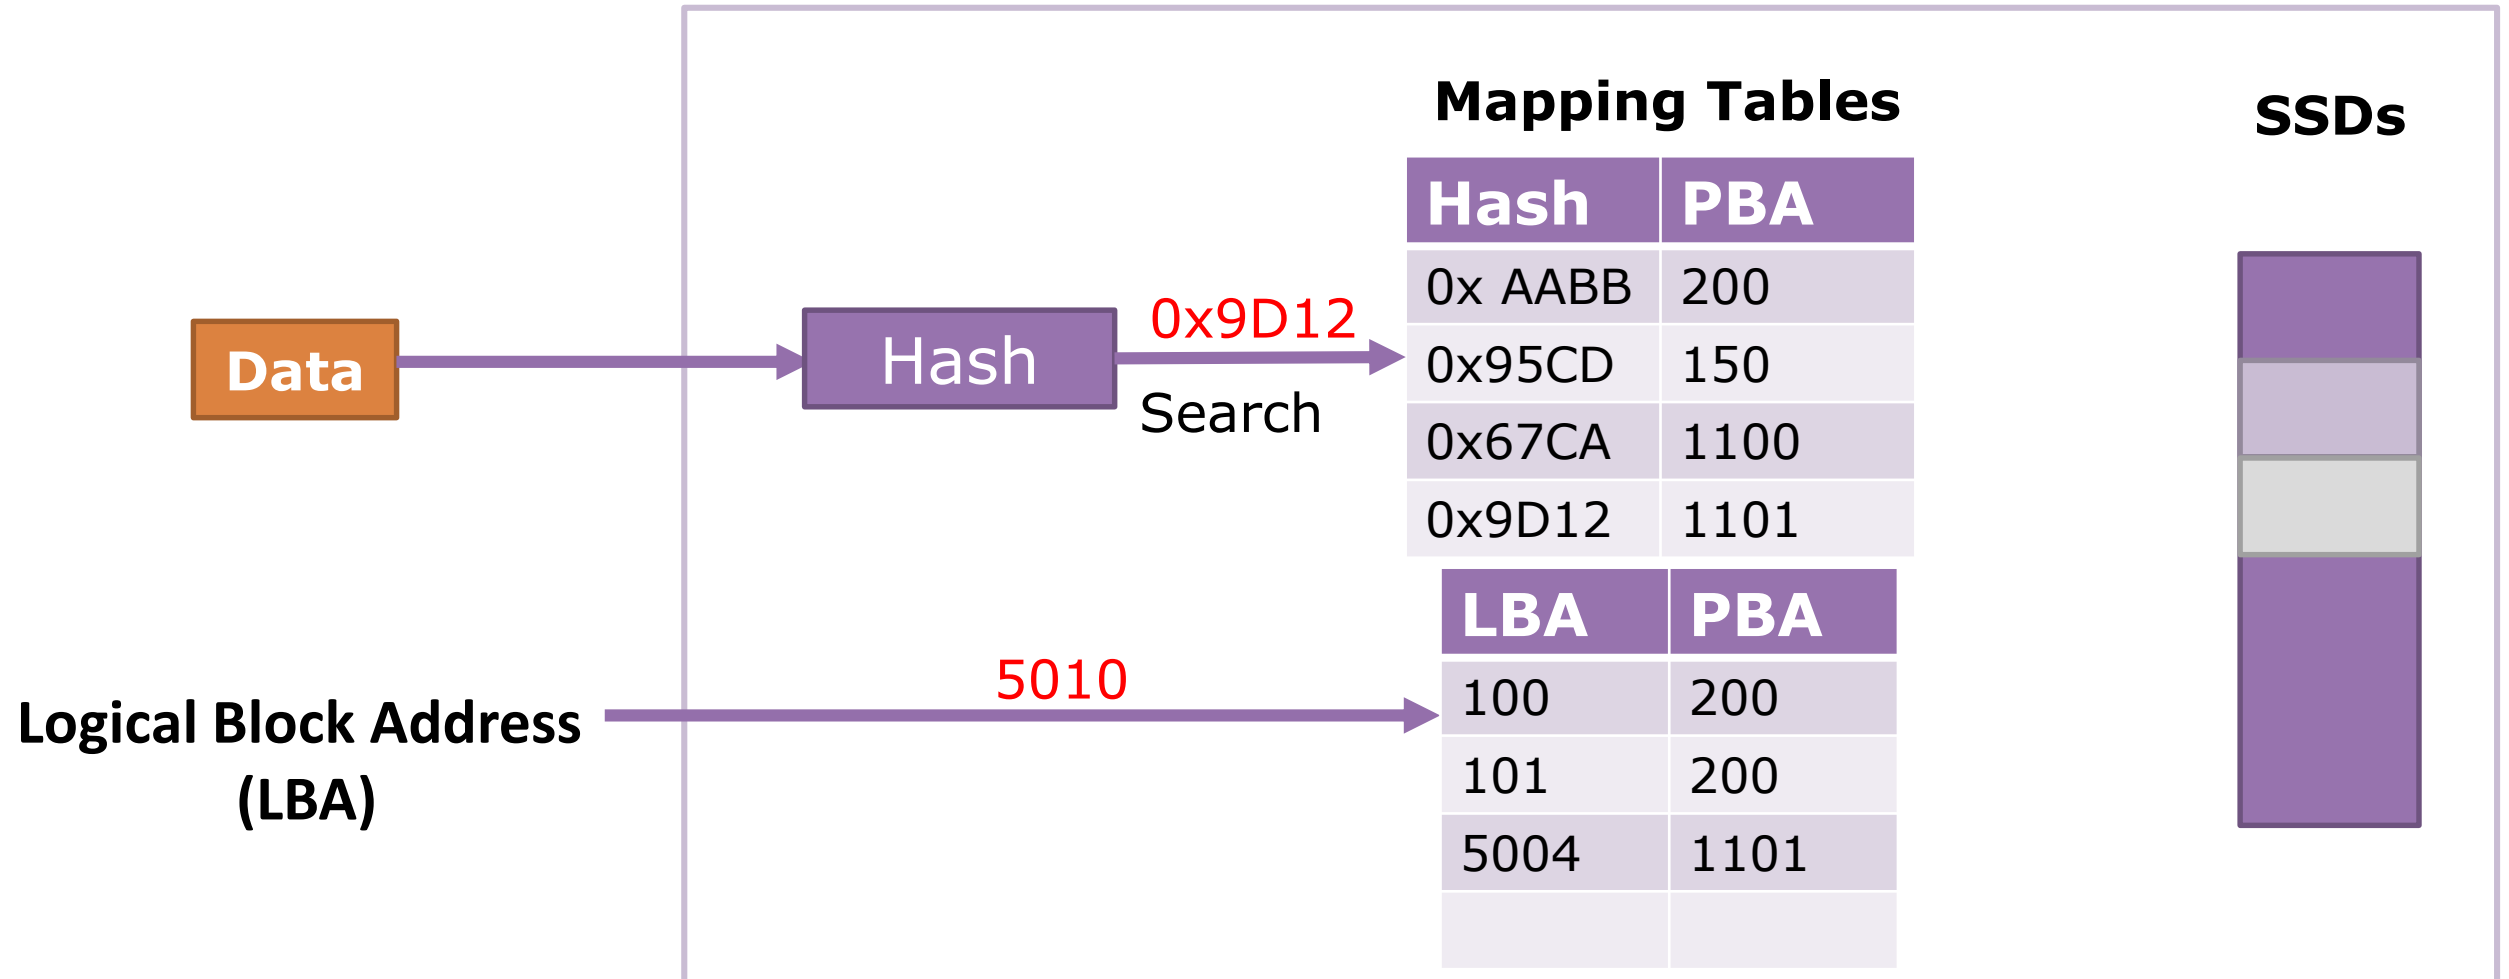 Mapping Tables
SSDs
Hash PBA
0x AABB 200
0x95CD 150
0x67CA 1100
0x9D12 1101
Data
Hash
0x9D12
Search
LBA PBA
100 200
101 200
5004 1101
5010
Logical Block Address
(LBA)